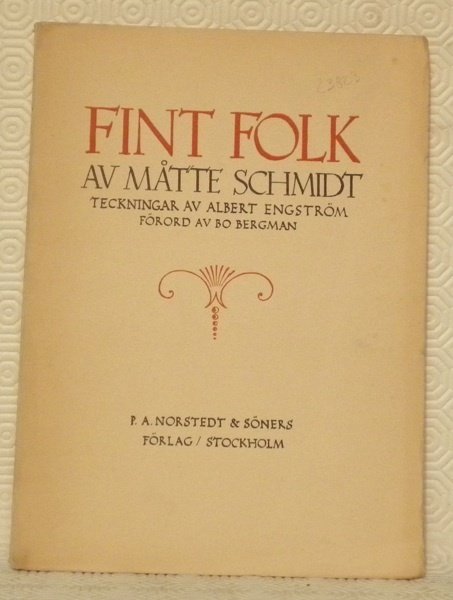 FINT FOLK
AV MÅTTE SCHMIDT
TECKNINGAR AV ALBERT ENGSTRÖM
FÖRORD AV BO BERGMAN
P. A. NORSTEDT & SÖNERS
FÖRLAG / STOCKHOLM